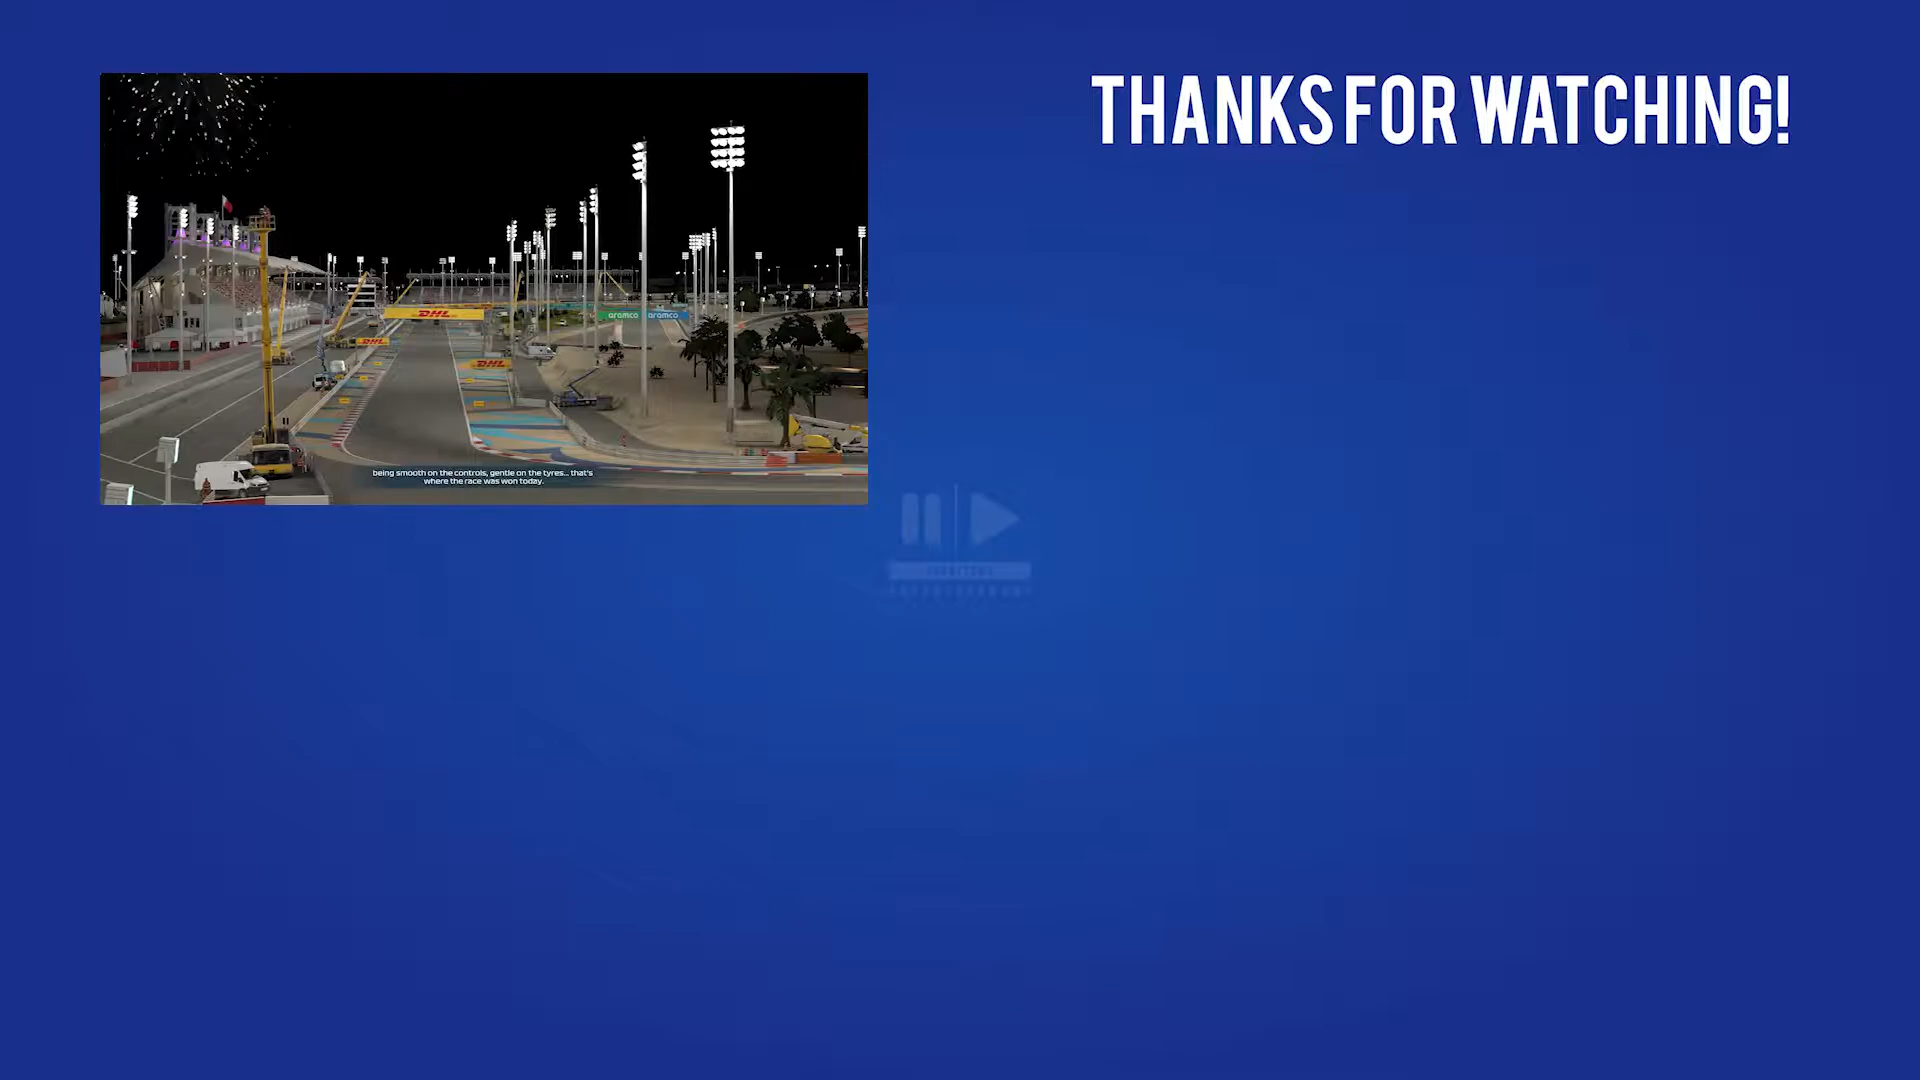 THANKS FOR WATCHING!
DHL
DHL
DHL
aramco
aramco
being smooth on the controls, gentle on the tyres... that's
where the race was won today.